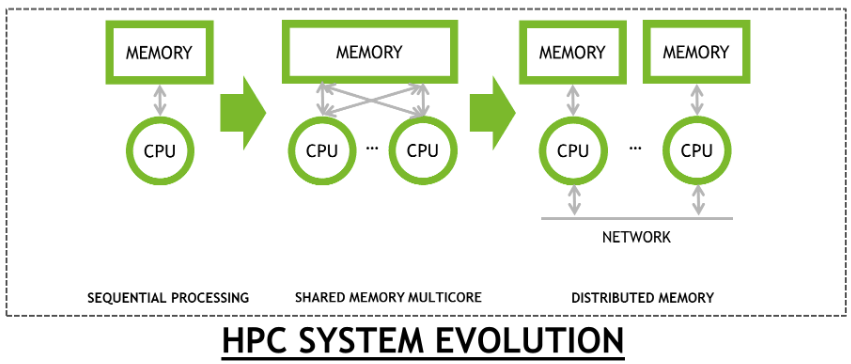 MEMORY
MEMORY
MEMORY
MEMORY
CPU
CPU
...
CPU
CPU
...
CPU
NETWORK
SEQUENTIAL PROCESSING
SHARED MEMORY MULTICORE
DISTRIBUTED MEMORY
HPC SYSTEM EVOLUTION